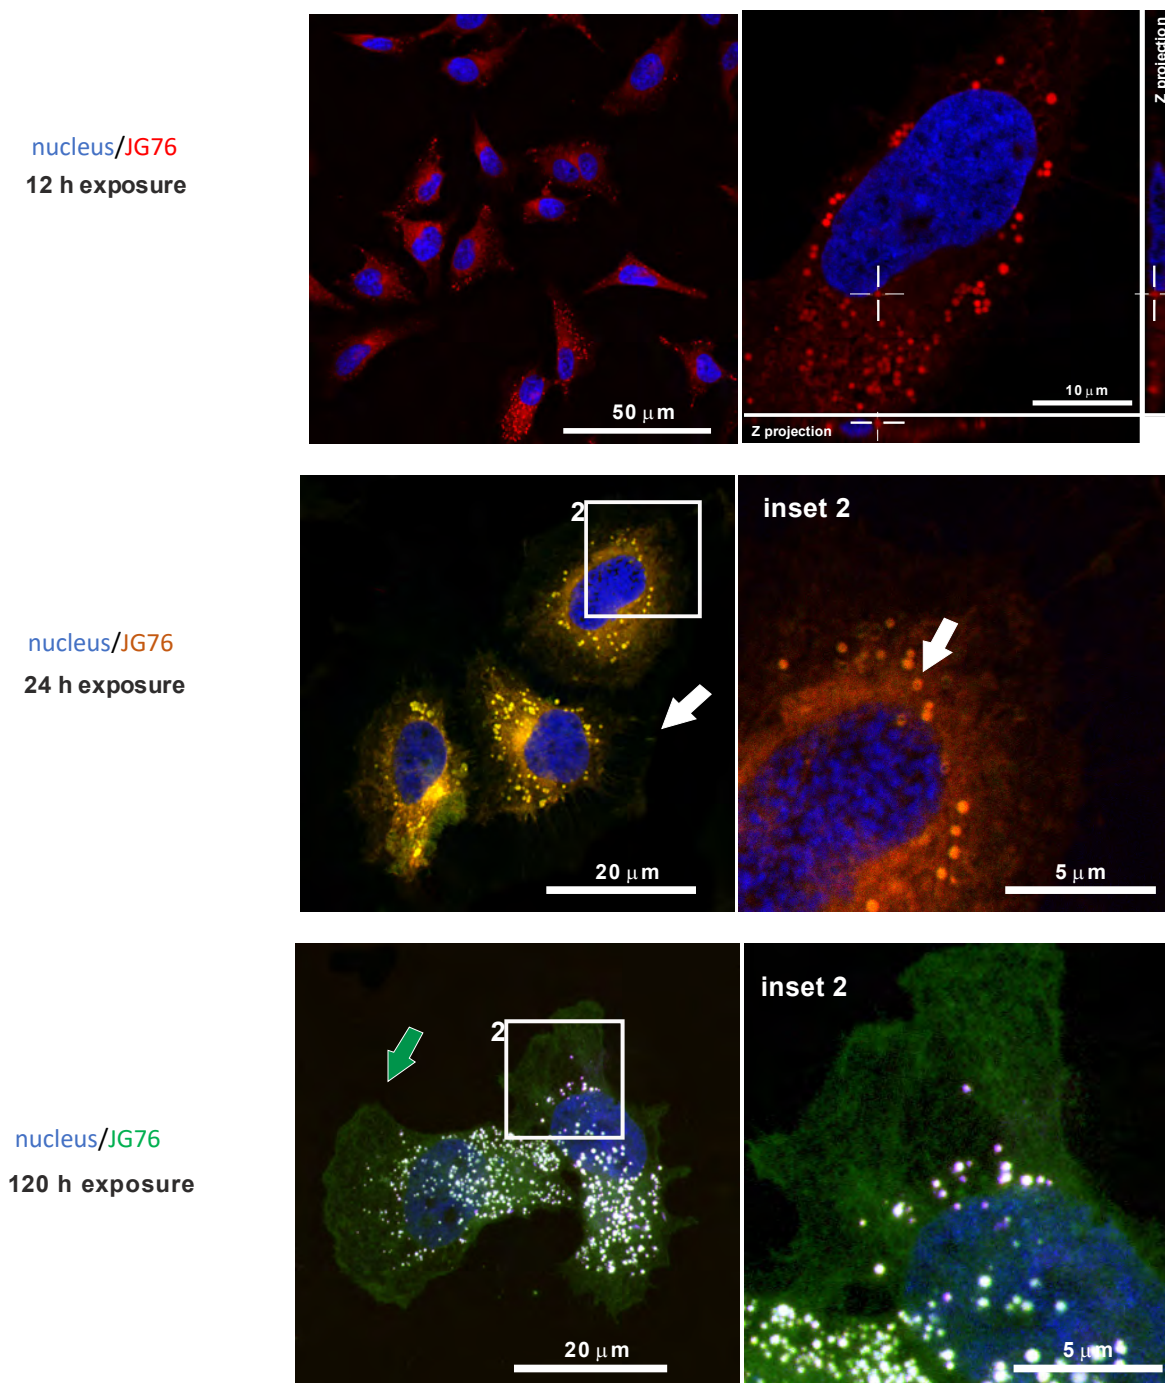 nucleus/JG76
12 h exposure
50 μm
10 μm
Z projection
Z projection
nucleus/JG76
24 h exposure
2
20 μm
inset 2
5 μm
nucleus/JG76
120 h exposure
2
20 μm
inset 2
5 μm